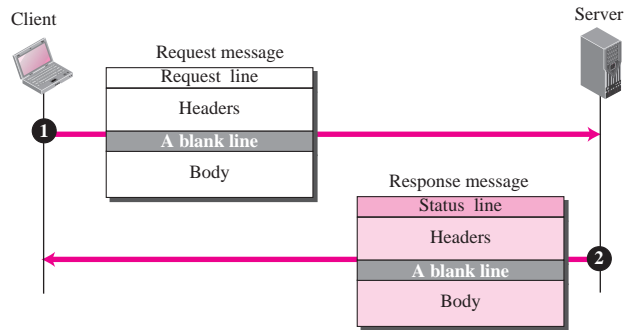 Client
Server
Request message
Request line
Headers
1
A blank line
Body
Response message
Status line
Headers
2
A blank line
Body